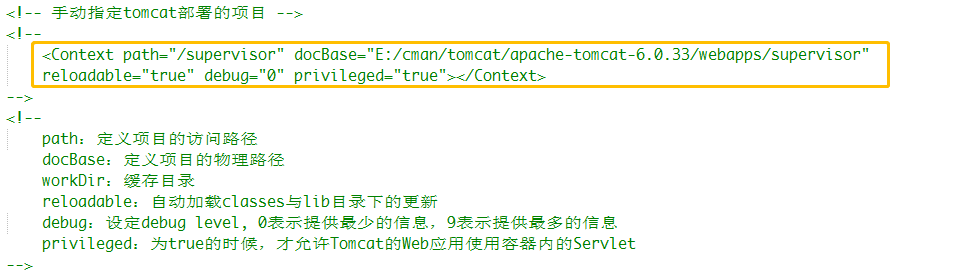 <!-- 手动指定tomcat部署的项目 -->
<!--
<Context path="/supervisor" docBase="E:/cman/tomcat/apache-tomcat-6.0.33/webapps/supervisor"
reloadable="true" debug="0" privileged="true"></Context>
-->
<!--
path：定义项目的访问路径
docBase：定义项目的物理路径
workDir：缓存目录
reloadable：自动加载classes与lib目录下的更新
debug：设定debug level, 0表示提供最少的信息，9表示提供最多的信息
privileged：为true的时候，才允许Tomcat的Web应用使用容器内的Servlet
-->